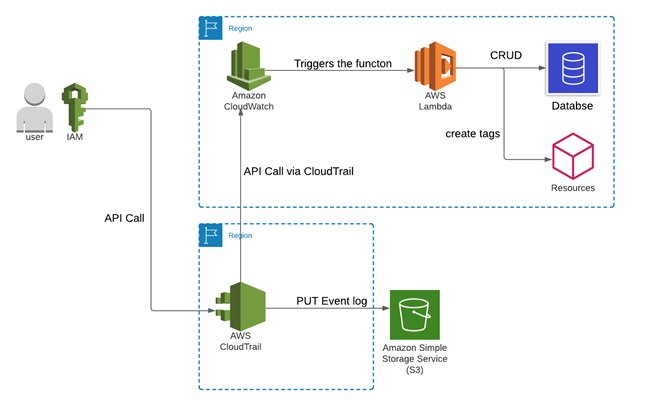 Region
Triggers the functon
CRUD
Amazon
CloudWatch
AWS
Lambda
Databse
user
IAM
create tags
API Call via CloudTrail
Resources
API Call
Region
PUT Event log
AWS
CloudTrail
Amazon Simple
Storage Service
(S3)